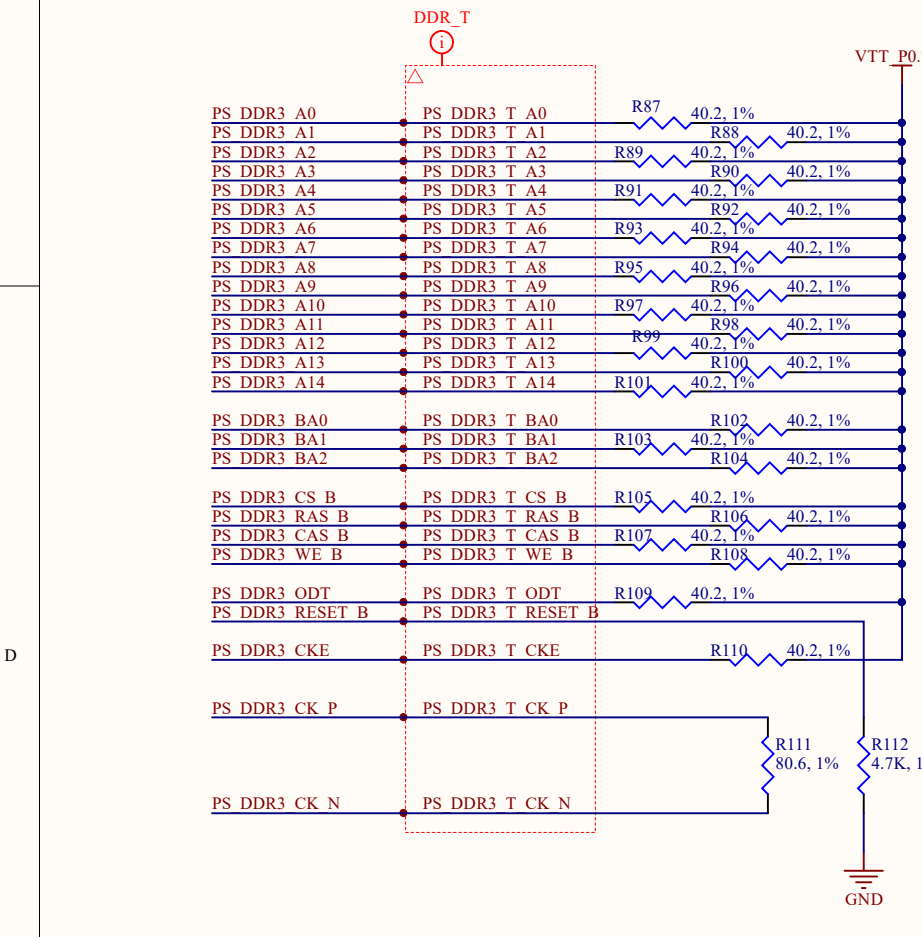 DDR_T
i
VTT_P0.
PS_DDR3_A0 PS_DDR3_T_A0 R87 40.2, 1%
PS_DDR3_A1 PS_DDR3_T_A1 R88 40.2, 1%
PS_DDR3_A2 PS_DDR3_T_A2 R89 40.2, 1%
PS_DDR3_A3 PS_DDR3_T_A3 R90 40.2, 1%
PS_DDR3_A4 PS_DDR3_T_A4 R91 40.2, 1%
PS_DDR3_A5 PS_DDR3_T_A5 R92 40.2, 1%
PS_DDR3_A6 PS_DDR3_T_A6 R93 40.2, 1%
PS_DDR3_A7 PS_DDR3_T_A7 R94 40.2, 1%
PS_DDR3_A8 PS_DDR3_T_A8 R95 40.2, 1%
PS_DDR3_A9 PS_DDR3_T_A9 R96 40.2, 1%
PS_DDR3_A10 PS_DDR3_T_A10 R97 40.2, 1%
PS_DDR3_A11 PS_DDR3_T_A11 R98 40.2, 1%
PS_DDR3_A12 PS_DDR3_T_A12 R99 40.2, 1%
PS_DDR3_A13 PS_DDR3_T_A13 R100 40.2, 1%
PS_DDR3_A14 PS_DDR3_T_A14 R101 40.2, 1%
PS_DDR3_BA0 PS_DDR3_T_BA0 R102 40.2, 1%
PS_DDR3_BA1 PS_DDR3_T_BA1 R103 40.2, 1%
PS_DDR3_BA2 PS_DDR3_T_BA2 R104 40.2, 1%
PS_DDR3_CS_B PS_DDR3_T_CS_B R105 40.2, 1%
PS_DDR3_RAS_B PS_DDR3_T_RAS_B R106 40.2, 1%
PS_DDR3_CAS_B PS_DDR3_T_CAS_B R107 40.2, 1%
PS_DDR3_WE_B PS_DDR3_T_WE_B R108 40.2, 1%
PS_DDR3_ODT PS_DDR3_T_ODT R109 40.2, 1%
PS_DDR3_RESET_B PS_DDR3_T_RESET_B
D
PS_DDR3_CKE PS_DDR3_T_CKE R110 40.2, 1%
PS_DDR3_CK_P PS_DDR3_T_CK_P
R111 R112
80.6, 1% 4.7K, 1
PS_DDR3_CK_N PS_DDR3_T_CK_N
GND